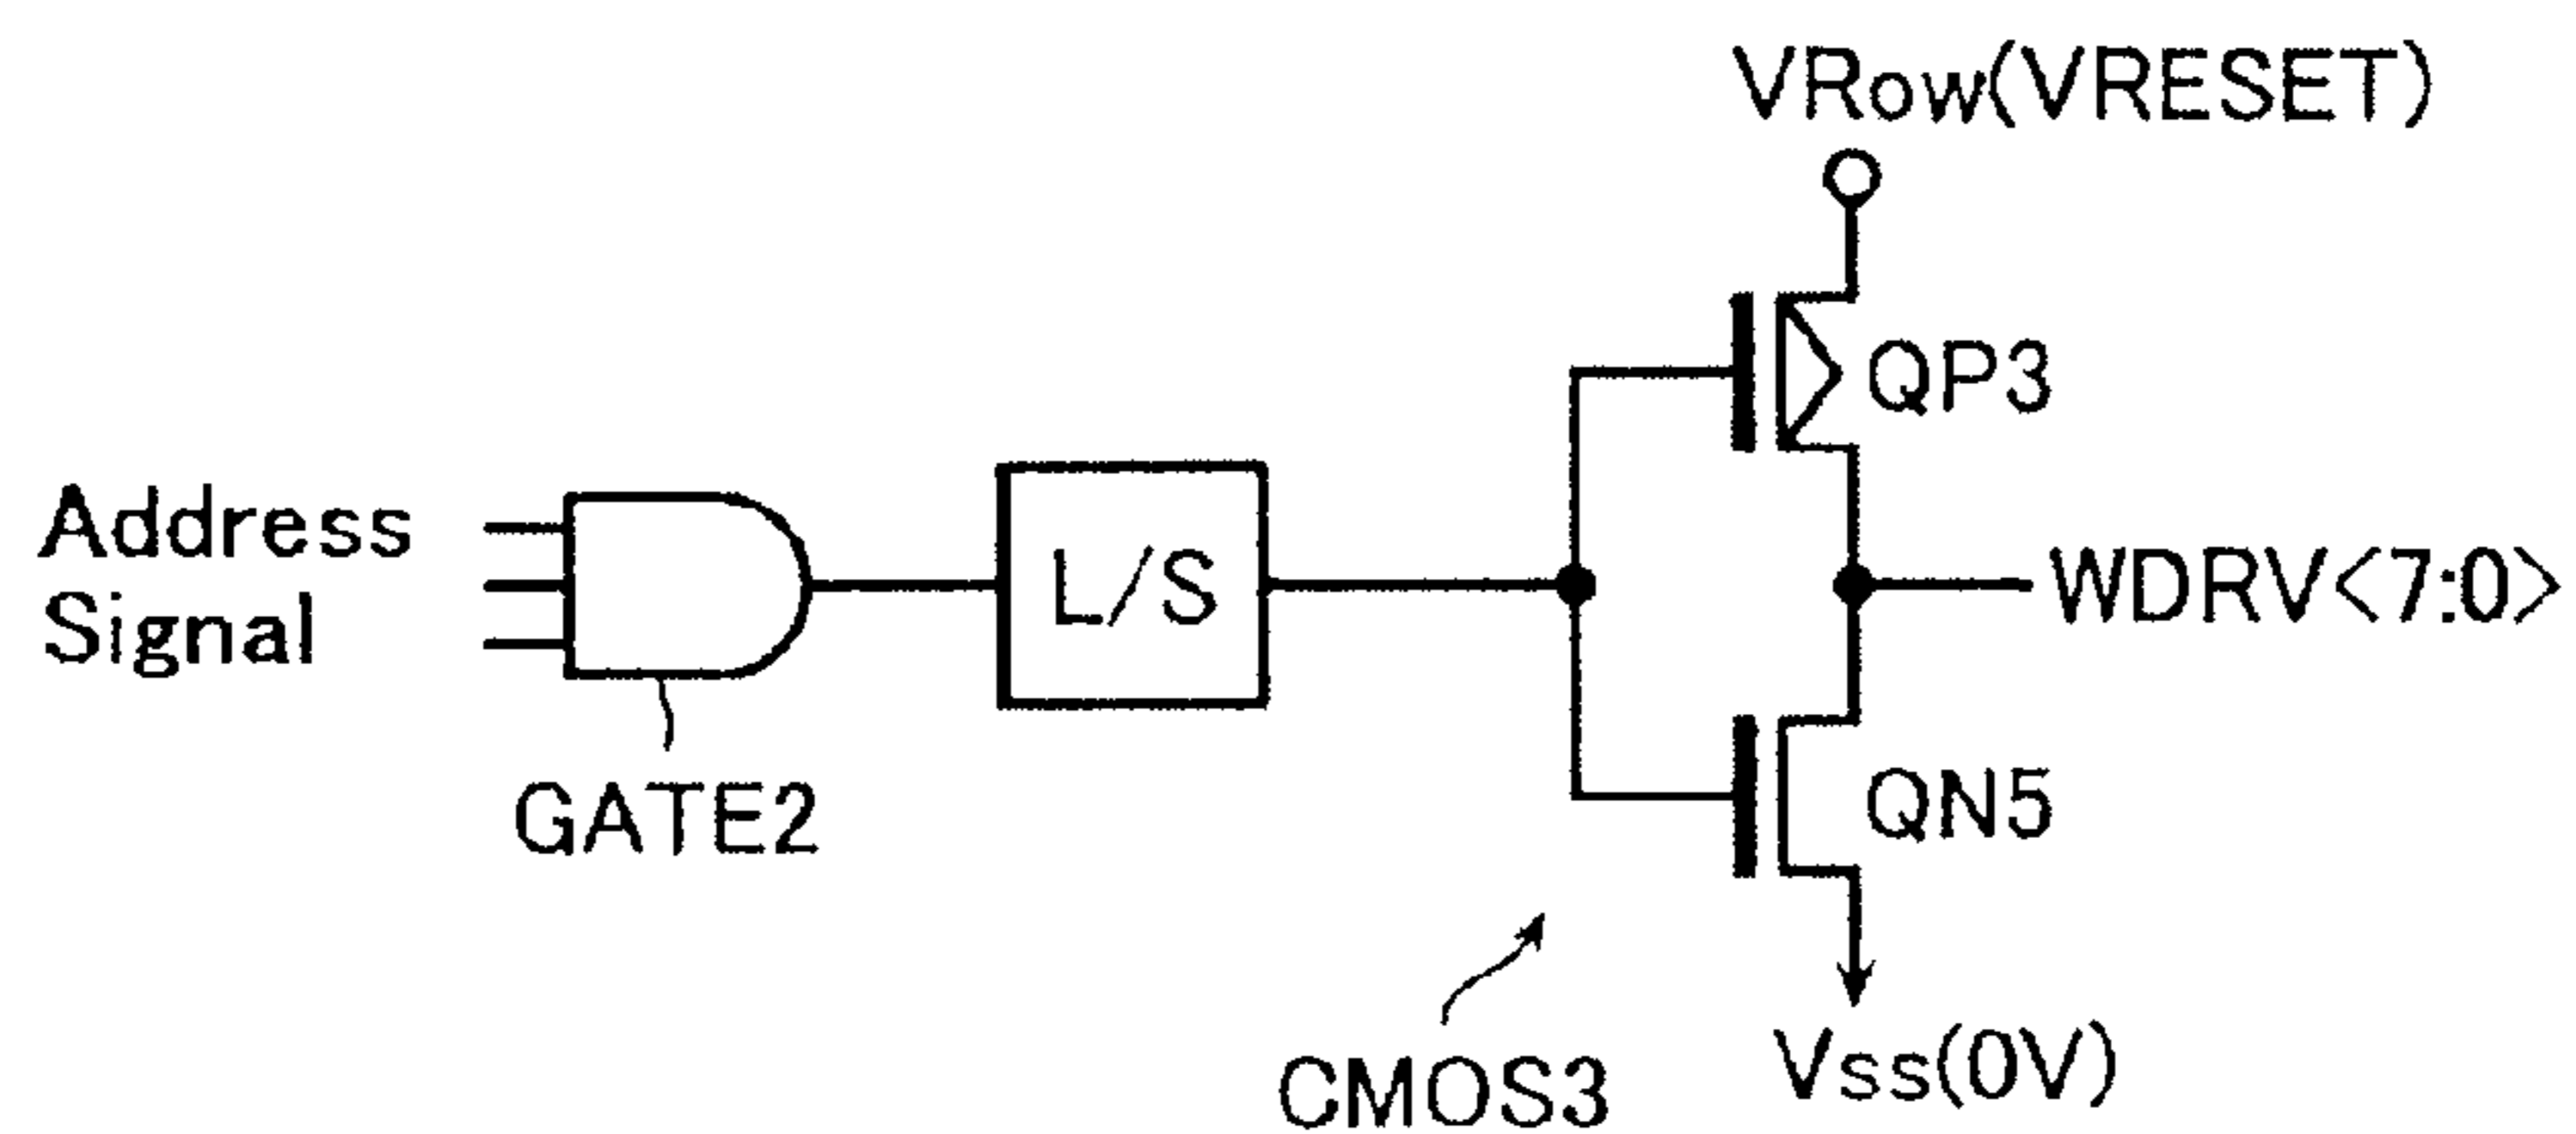 VRow(VRESET)
QP3
Address
Signal
L/S
WDRV<7:0>
GATE2
QN5
CMOS3
Vss(0V)